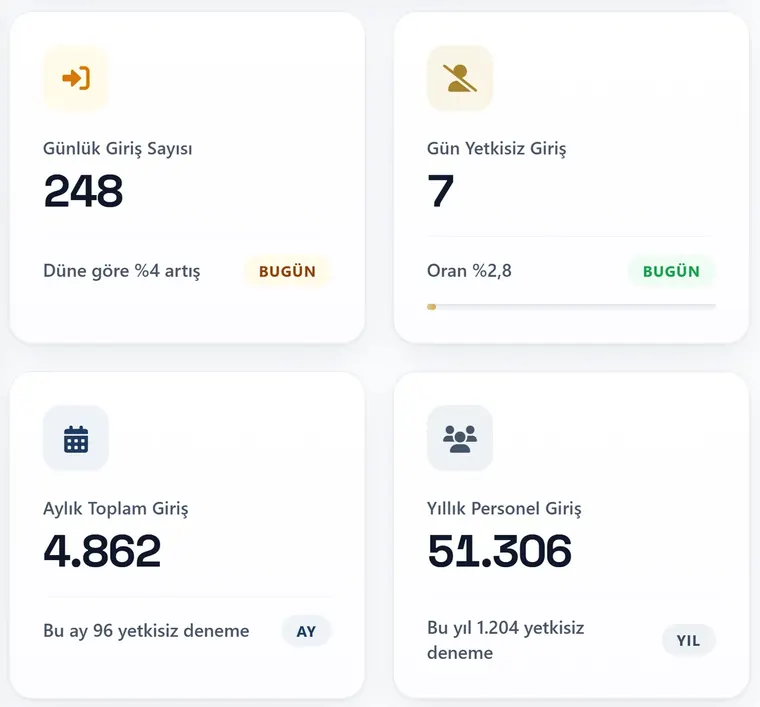 Günlük Giriş Sayısı
248
Düne göre %4 artış
BUGÜN
Gün Yetkisiz Giriş
7
Oran %2,8
BUGÜN
Aylık Toplam Giriş
4.862
Bu ay 96 yetkisiz deneme
AY
Yıllık Personel Giriş
51.306
Bu yıl 1.204 yetkisiz
deneme
YIL